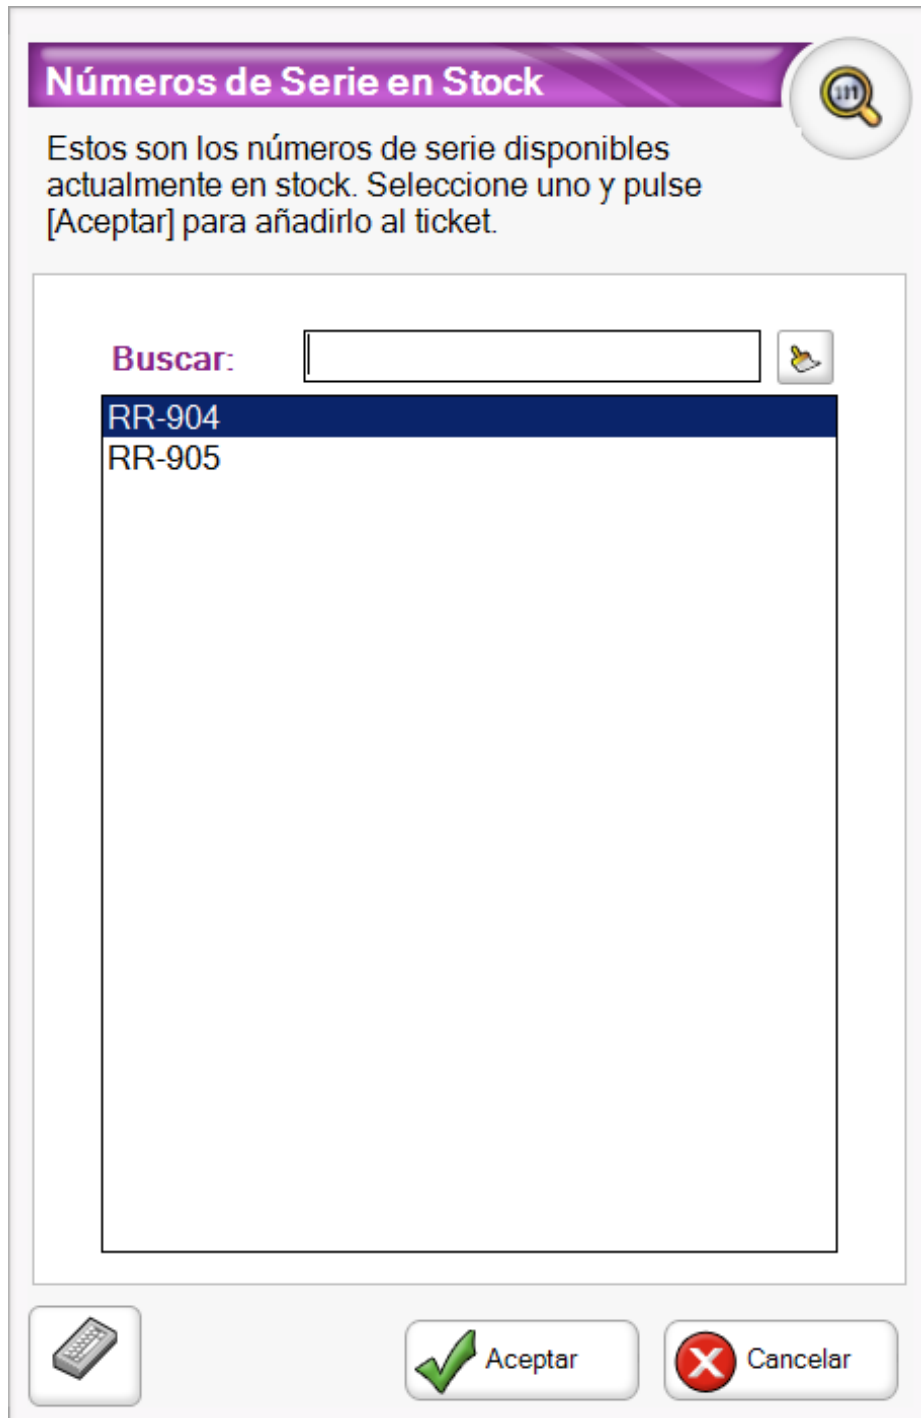 Números de Serie en Stock
Estos son los números de serie disponibles
actualmente en stock. Seleccione uno y pulse
[Aceptar] para añadirlo al ticket.
Buscar:
RR-904
RR-905
Aceptar
Cancelar